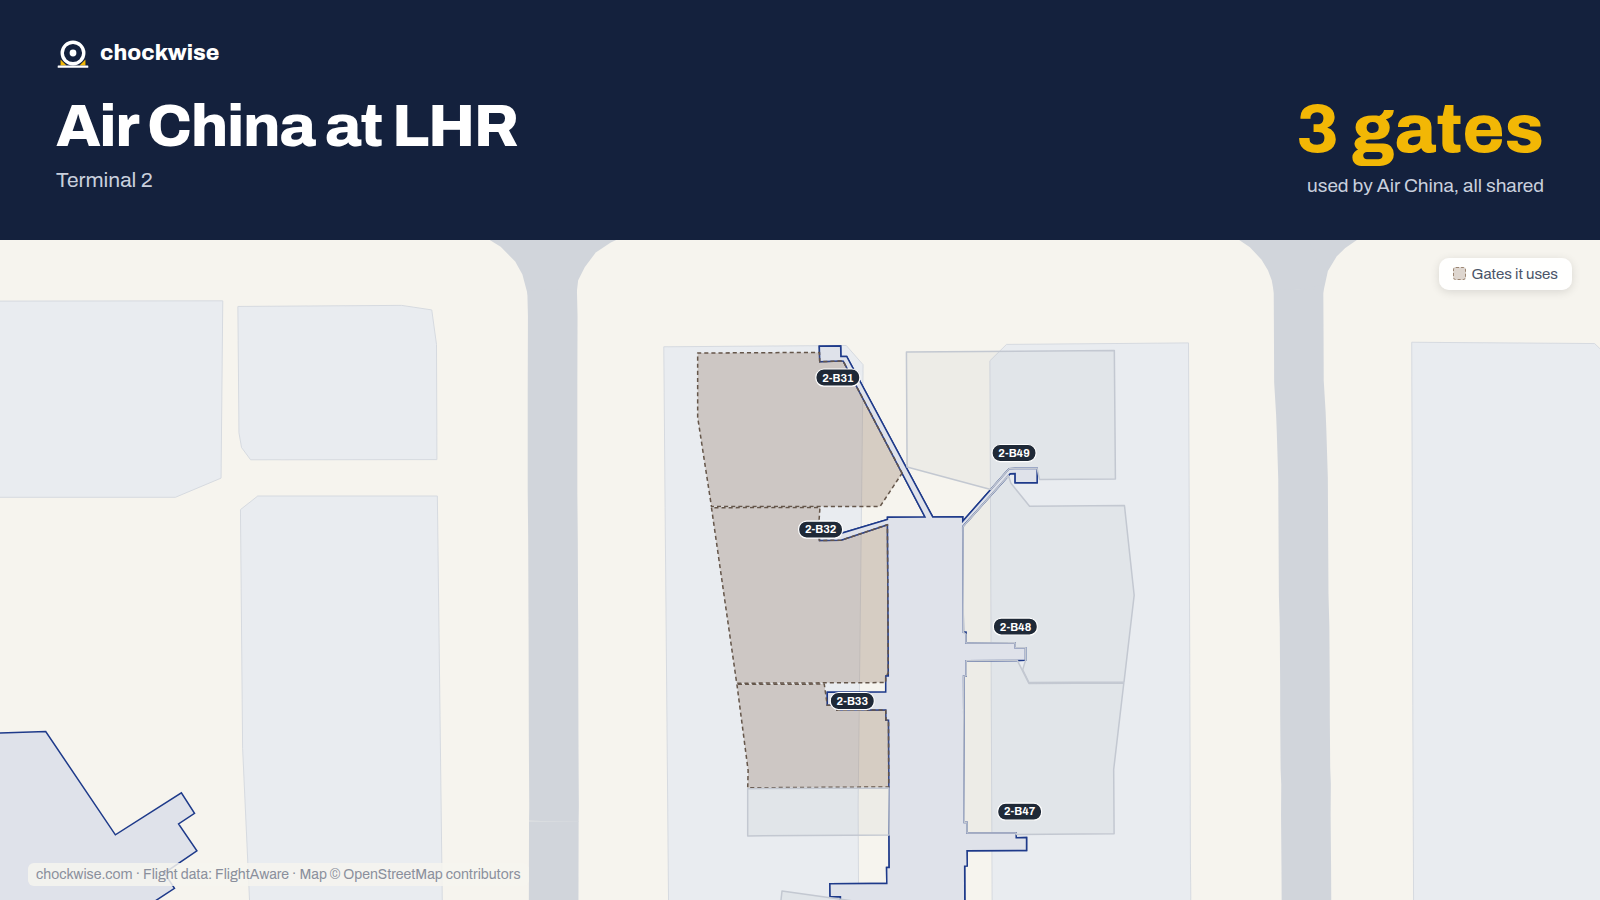 chockwise
Air China at LHR
Terminal 2
3 gates
used by Air China, all shared
Gates it uses
2-B31
2-B49
2-B32
2-B48
2-B33
2-B47
chockwise.com · Flight data: FlightAware · Map © OpenStreetMap contributors